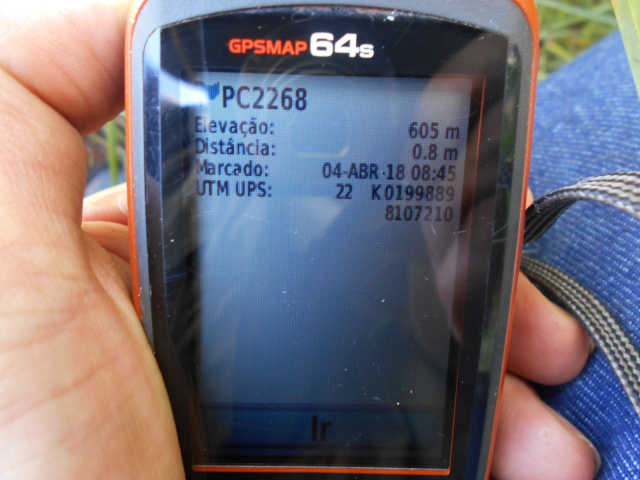 GPSMAP 64s
PC2268
Elevação: 605 m
Distância: 0.8 m
Marcado: 04-ABR-18 08:45
UTM UPS: 22 K 0199889
8107210
Ir